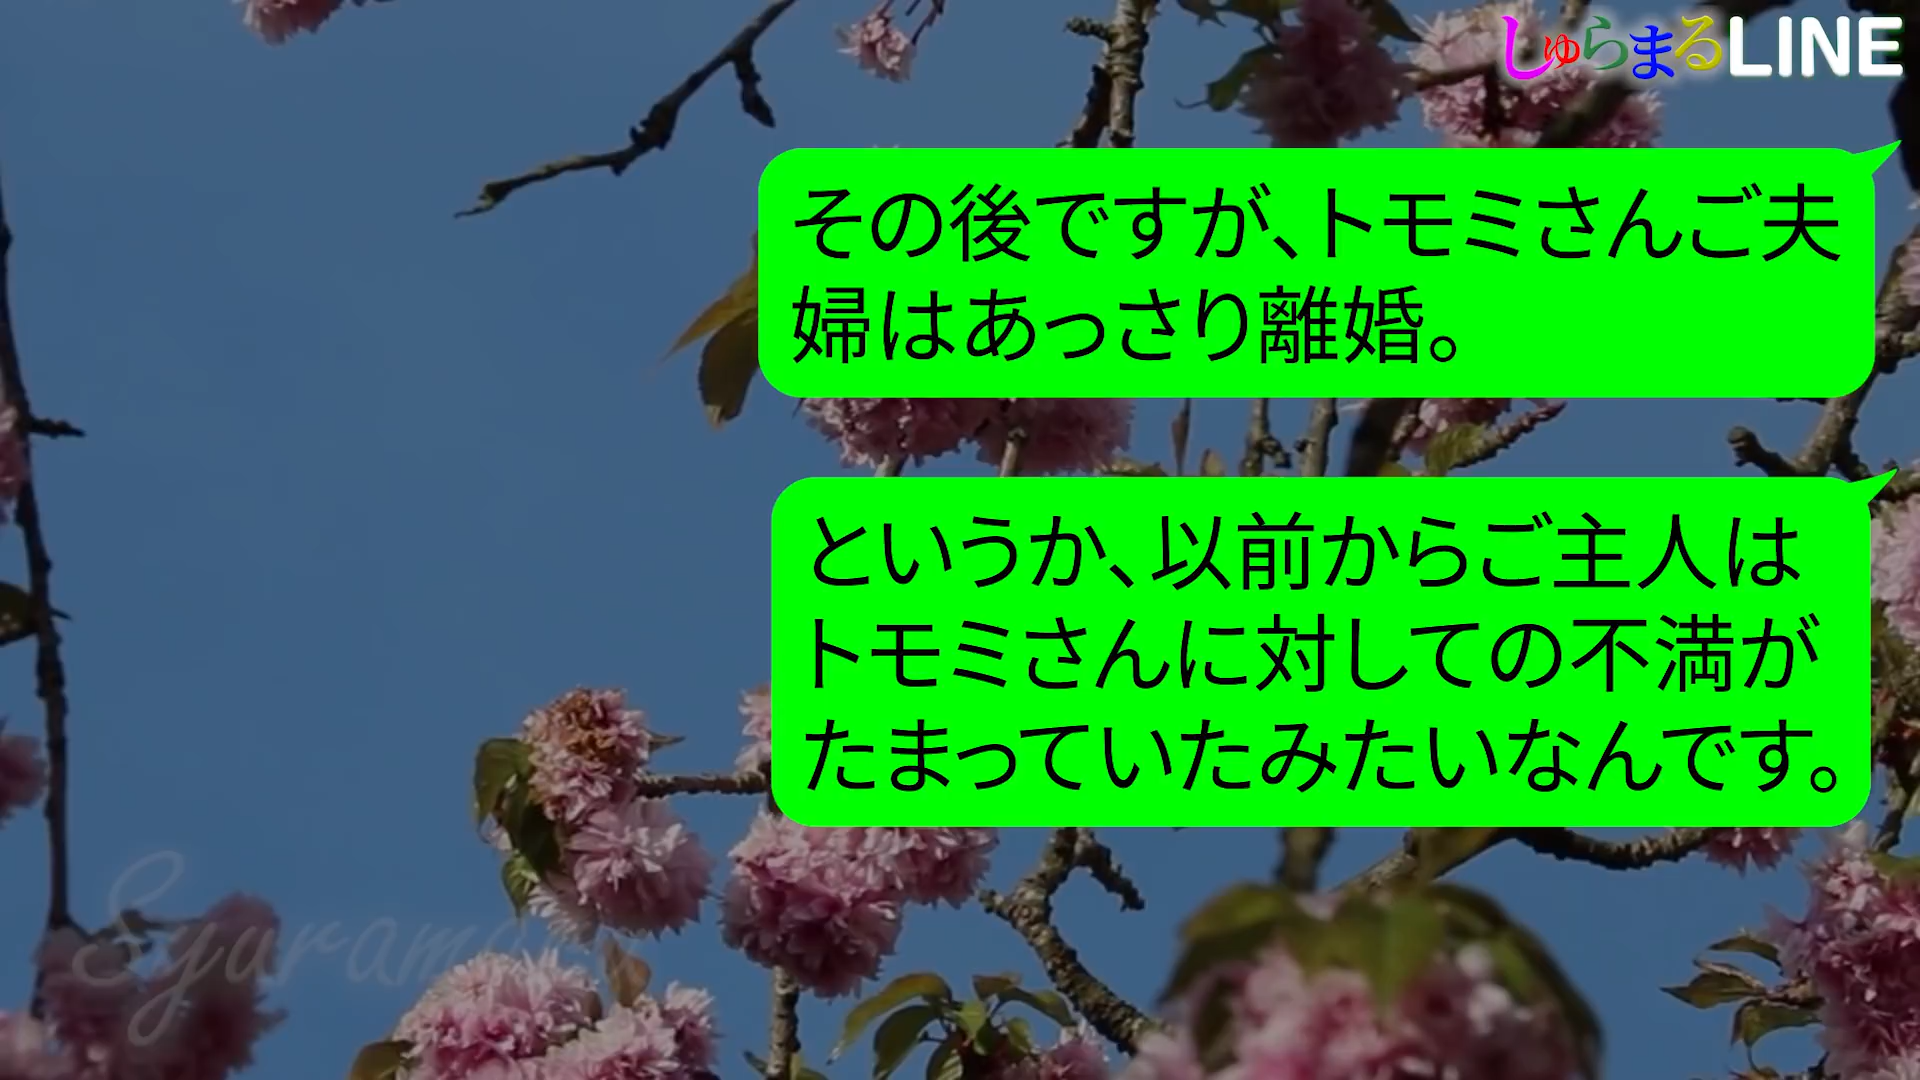 しゅらまるLINE
その後ですが、トモミさんご夫
婦はあっさり離婚。
というか、以前からご主人は
トモミさんに対しての不満が
たまっていたみたいなんです。